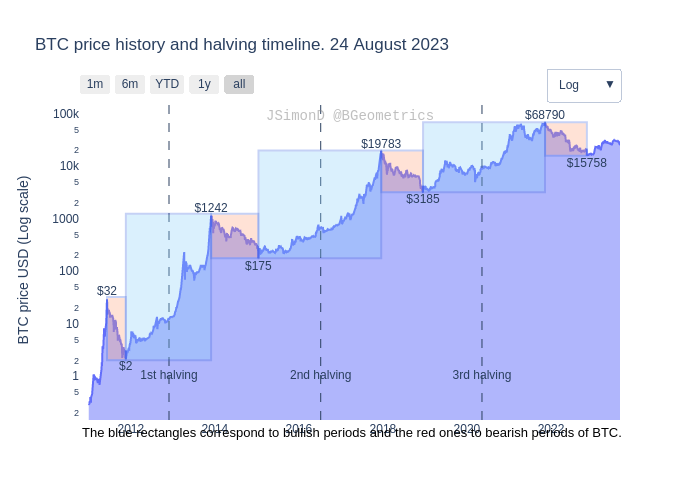 BTC price history and halving timeline. 24 August 2023
1m 6m YTD 1y all
Log ▼
JSimonD @BGeometrics
100k
5
2
10k
5
2
1000
5
2
100
5
2
10
5
2
1
5
2
BTC price USD (Log scale)
$32
$2
$1242
$175
$19783
$3185
$68790
$15758
1st halving
2nd halving
3rd halving
2012 2014 2016 2018 2020 2022
The blue rectangles correspond to bullish periods and the red ones to bearish periods of BTC.